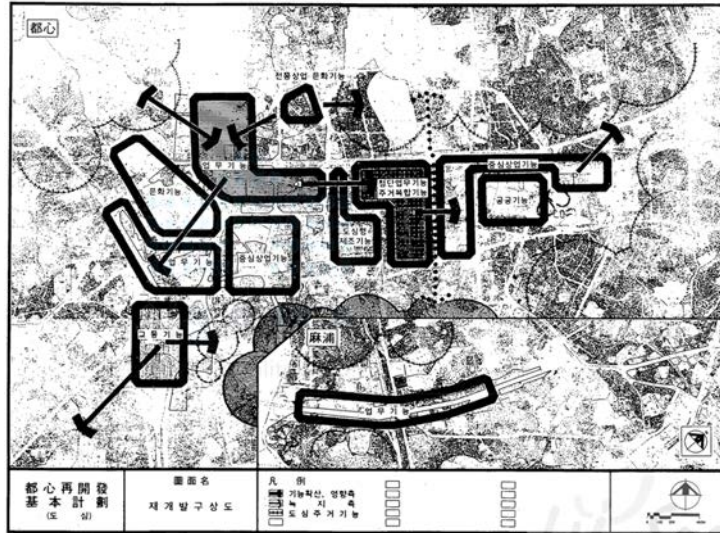 都心
전통상업문화기능
업무기능
중심상업기능
문화기능
첨단업무기능
주거복합기능
공공기능
도심형
제조기능
업무기능
중심상업기능
교통기능
麻浦
업무기능
都心再開發
基本計劃
(도심)
圖面名
재개발구상도
凡例
기능확산, 영향축
녹지축
도심주거기능